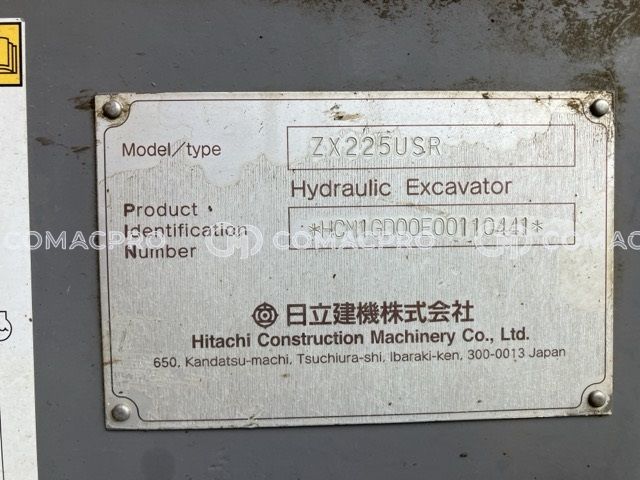 Model/type ZX225USR
Hydraulic Excavator
Product
Identification
Number
*HCM1GD00E00110441*
日立建機株式会社
Hitachi Construction Machinery Co., Ltd.
650, Kandatsu-machi, Tsuchiura-shi, Ibaraki-ken, 300-0013 Japan
COMACPRO COMACPRO COMACPRO